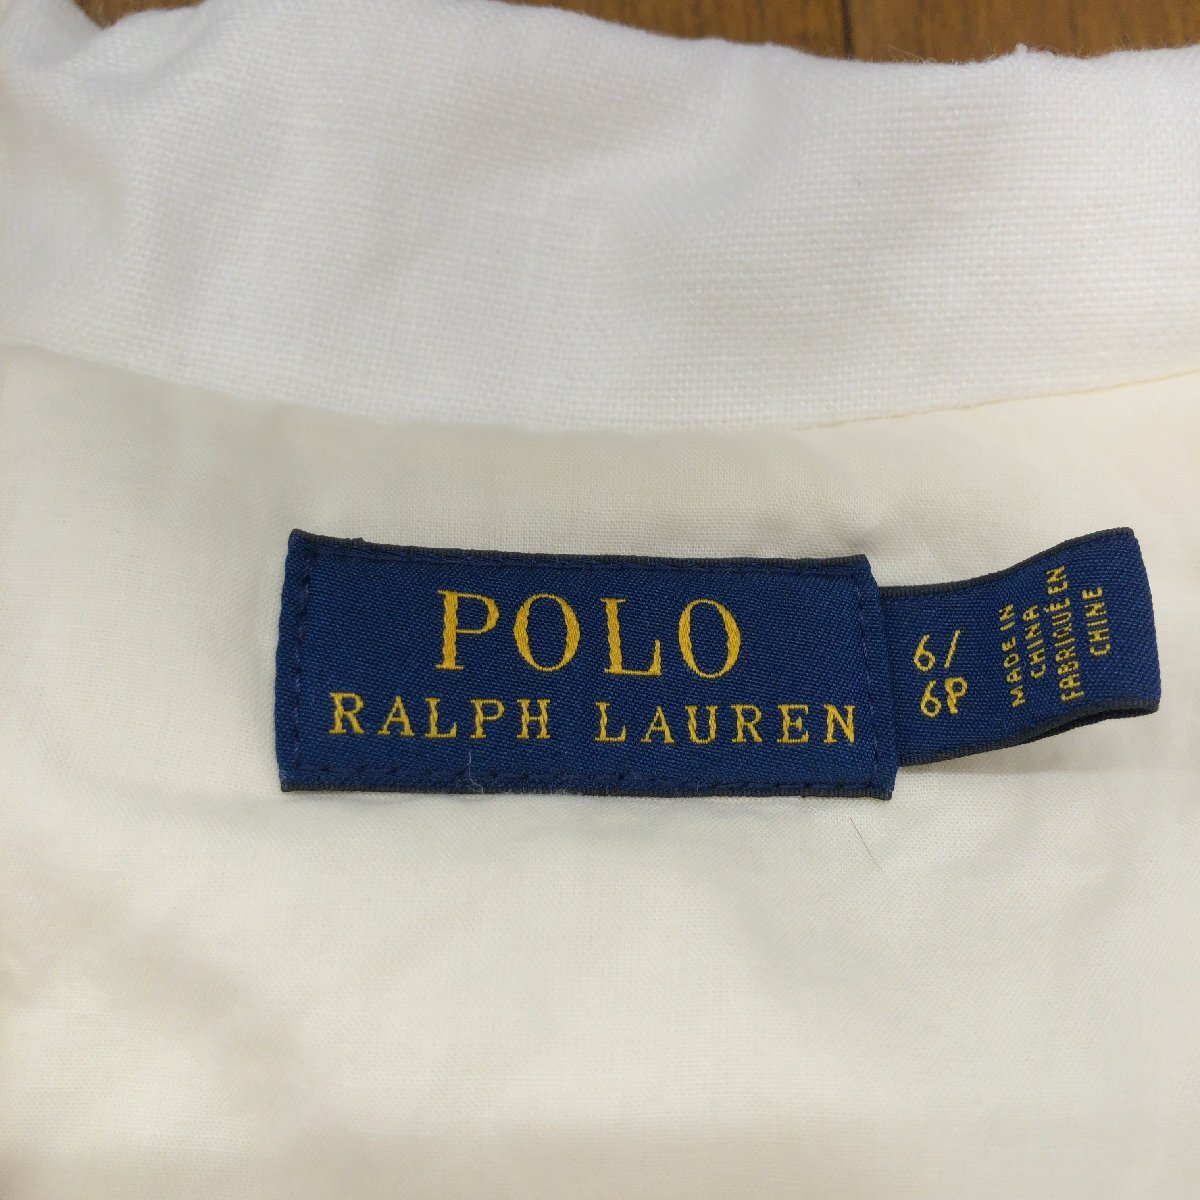 POLO
RALPH LAUREN
6/
6P
MADE IN
CHINA
FABRIQUÉ EN
CHINE